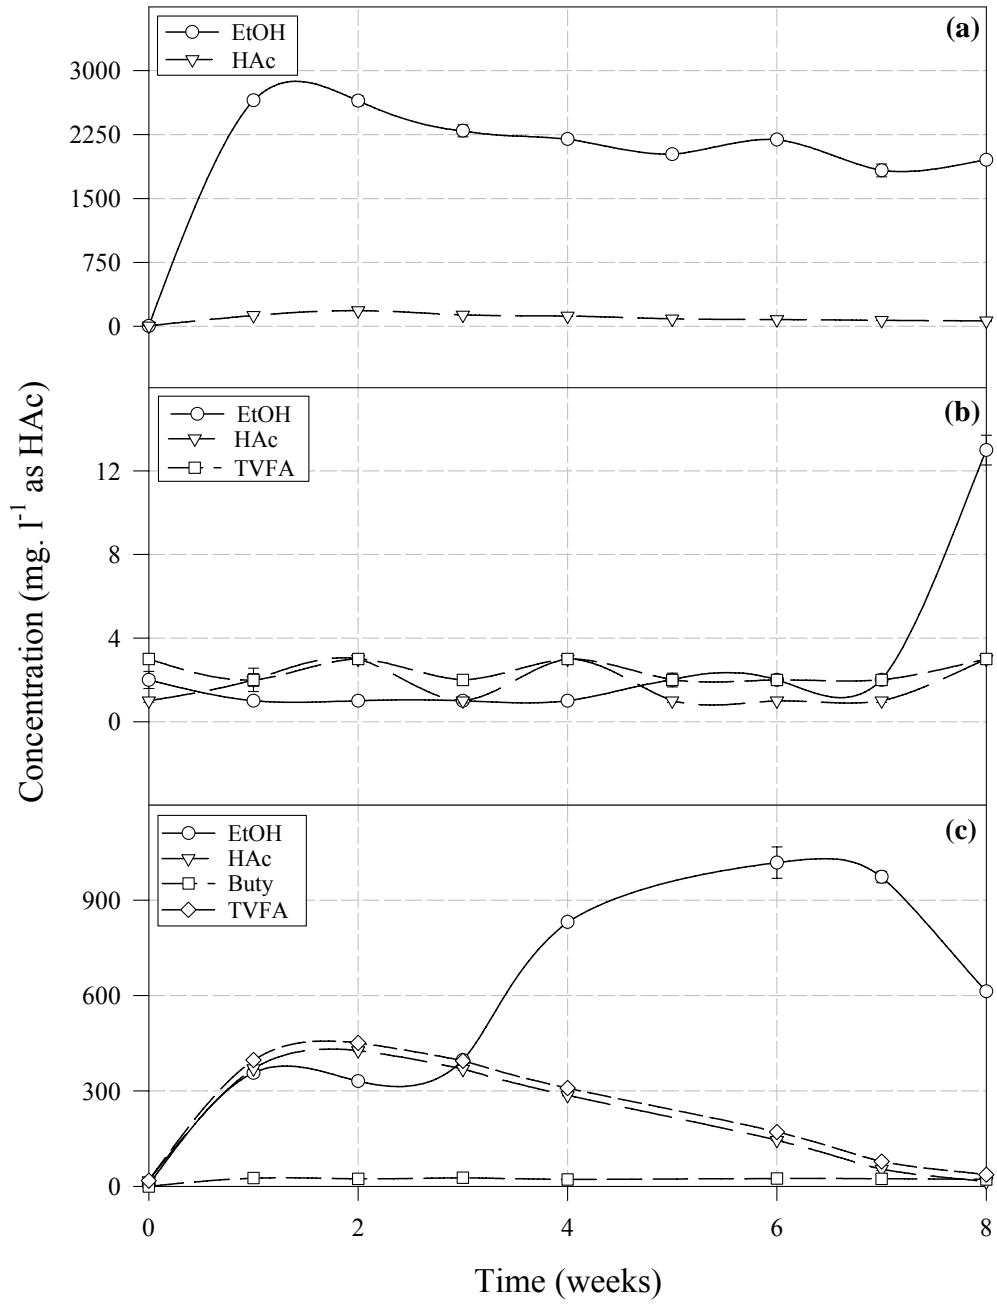 (a)
EtOH
HAc
3000
2250
1500
750
0
(b)
EtOH
HAc
TVFA
12
8
4
0
(c)
EtOH
HAc
Buty
TVFA
900
600
300
0
0 2 4 6 8
Time (weeks)
Concentration (mg. l⁻¹ as HAc)